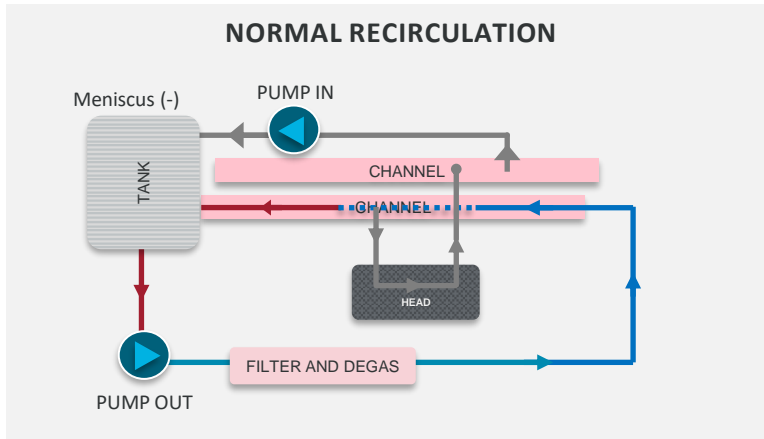 NORMAL RECIRCULATION
Meniscus (-)
PUMP IN
TANK
CHANNEL
CHANNEL
HEAD
FILTER AND DEGAS
PUMP OUT